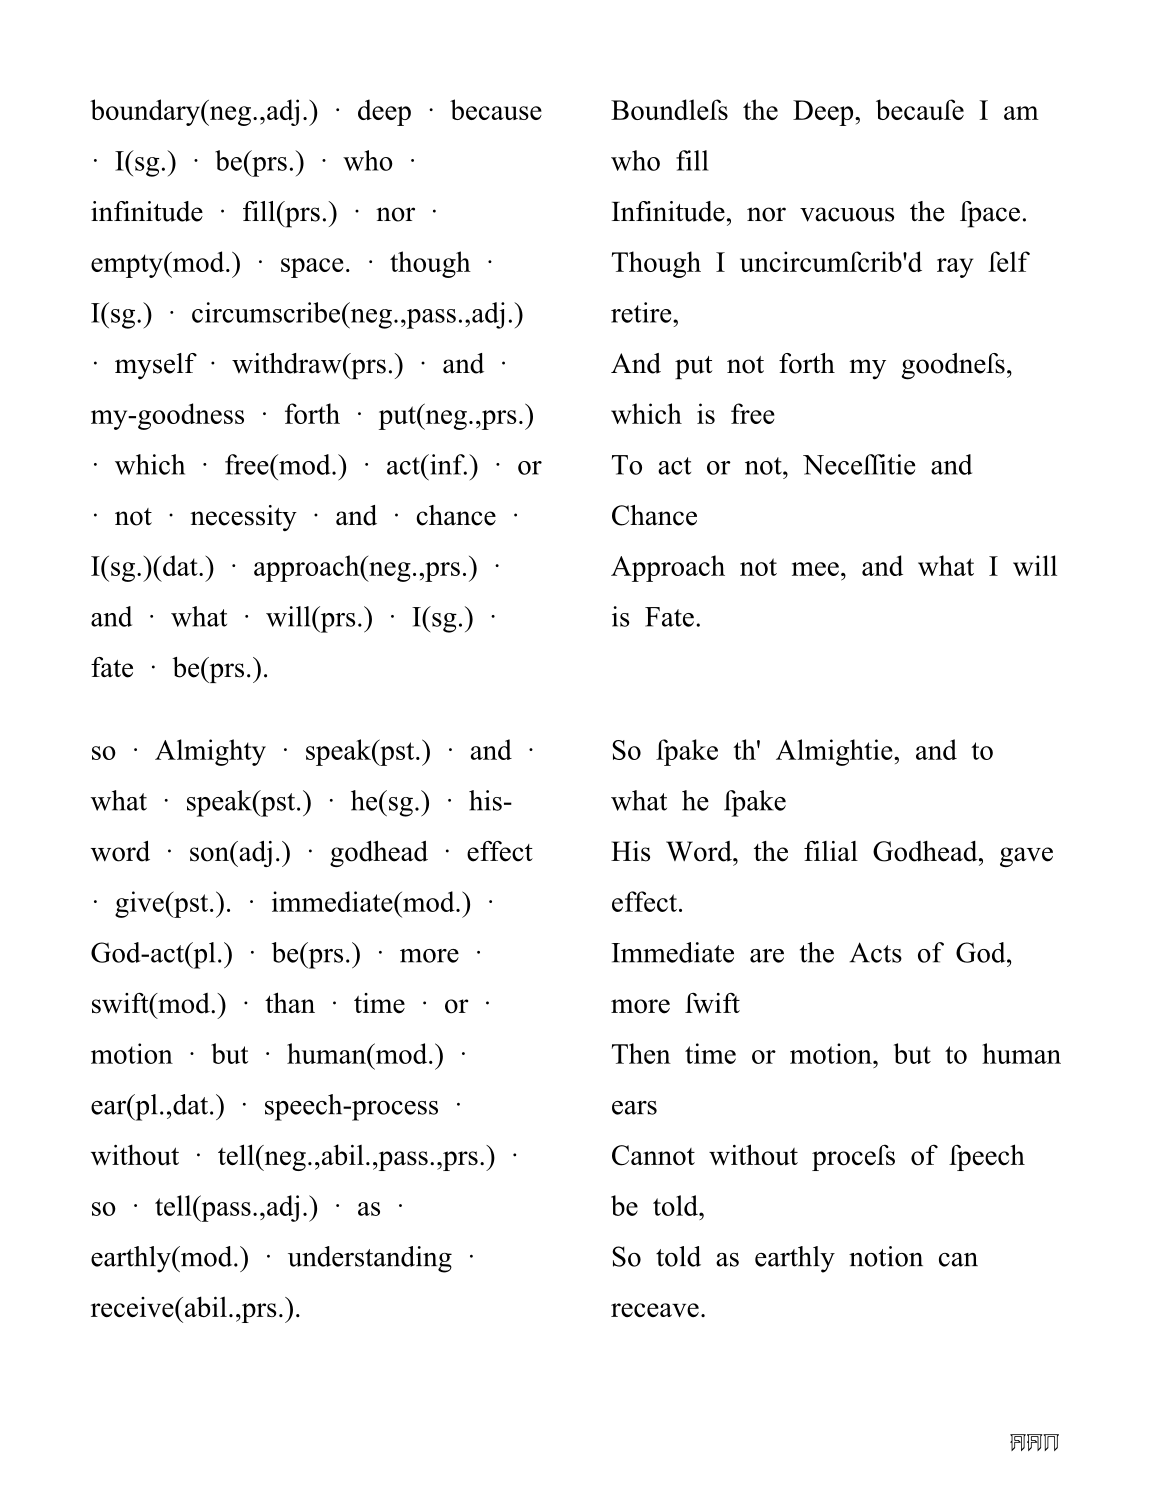 boundary(neg.,adj.) · deep · because
· I(sg.) · be(prs.) · who ·
infinitude · fill(prs.) · nor ·
empty(mod.) · space. · though ·
I(sg.) · circumscribe(neg.,pass.,adj.)
· myself · withdraw(prs.) · and ·
my-goodness · forth · put(neg.,prs.)
· which · free(mod.) · act(inf.) · or
· not · necessity · and · chance ·
I(sg.)(dat.) · approach(neg.,prs.) ·
and · what · will(prs.) · I(sg.) ·
fate · be(prs.).
Boundleſs the Deep, becauſe I am
who fill
Infinitude, nor vacuous the ſpace.
Though I uncircumſcrib'd ray ſelf
retire,
And put not forth my goodneſs,
which is free
To act or not, Neceſſitie and
Chance
Approach not mee, and what I will
is Fate.
so · Almighty · speak(pst.) · and ·
what · speak(pst.) · he(sg.) · his-
word · son(adj.) · godhead · effect
· give(pst.). · immediate(mod.) ·
God-act(pl.) · be(prs.) · more ·
swift(mod.) · than · time · or ·
motion · but · human(mod.) ·
ear(pl.,dat.) · speech-process ·
without · tell(neg.,abil.,pass.,prs.) ·
so · tell(pass.,adj.) · as ·
earthly(mod.) · understanding ·
receive(abil.,prs.).
So ſpake th' Almightie, and to
what he ſpake
His Word, the filial Godhead, gave
effect.
Immediate are the Acts of God,
more ſwift
Then time or motion, but to human
ears
Cannot without proceſs of ſpeech
be told,
So told as earthly notion can
receave.